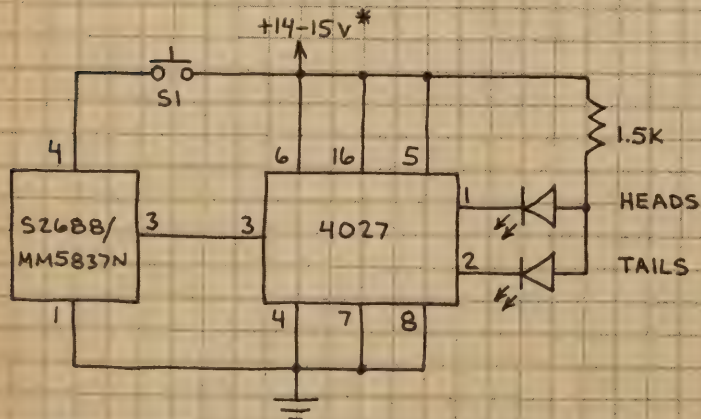 +14-15V*
S1
1.5K
4
6
16
5
S2688/
MM5837N
3
3
4027
1
HEADS
2
TAILS
1
4
7
8